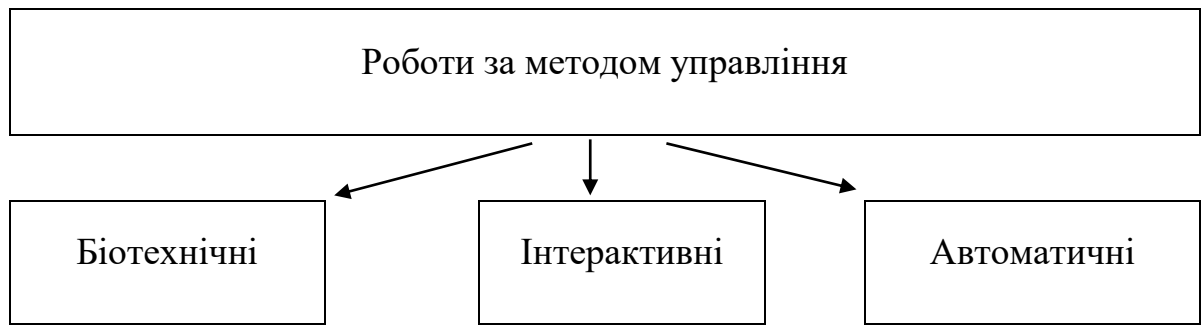 Роботи за методом управління
Біотехнічні
Інтерактивні
Автоматичні